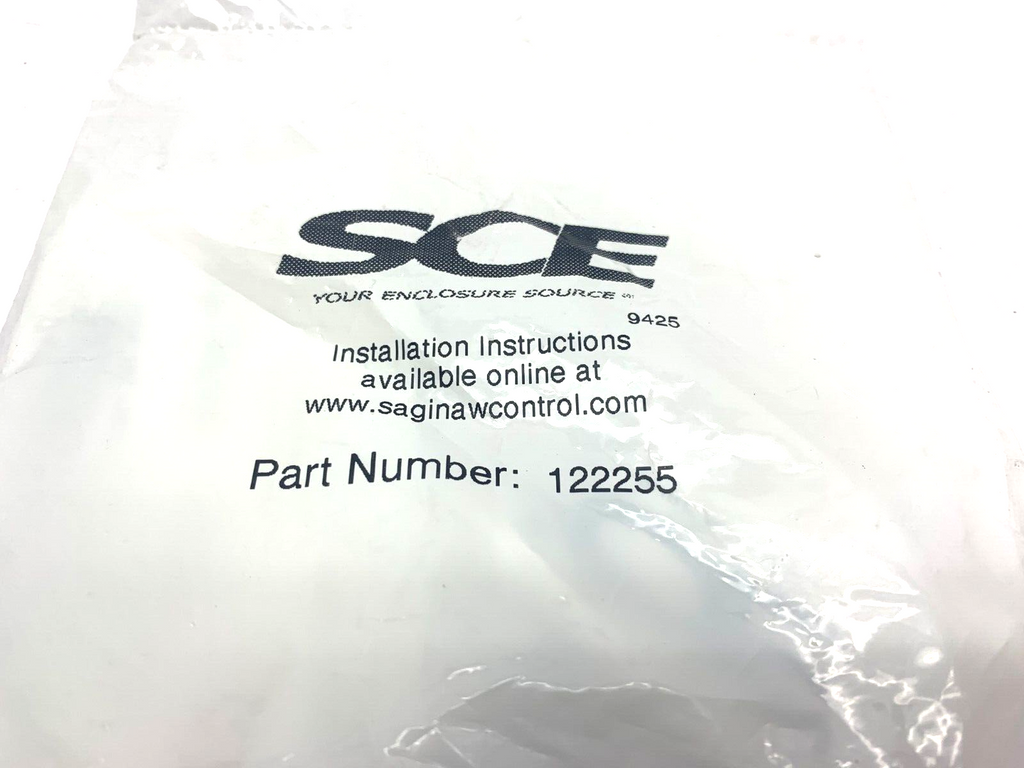 SCE
YOUR ENCLOSURE SOURCE
9425
Installation Instructions
available online at
www.saginawcontrol.com
Part Number: 122255